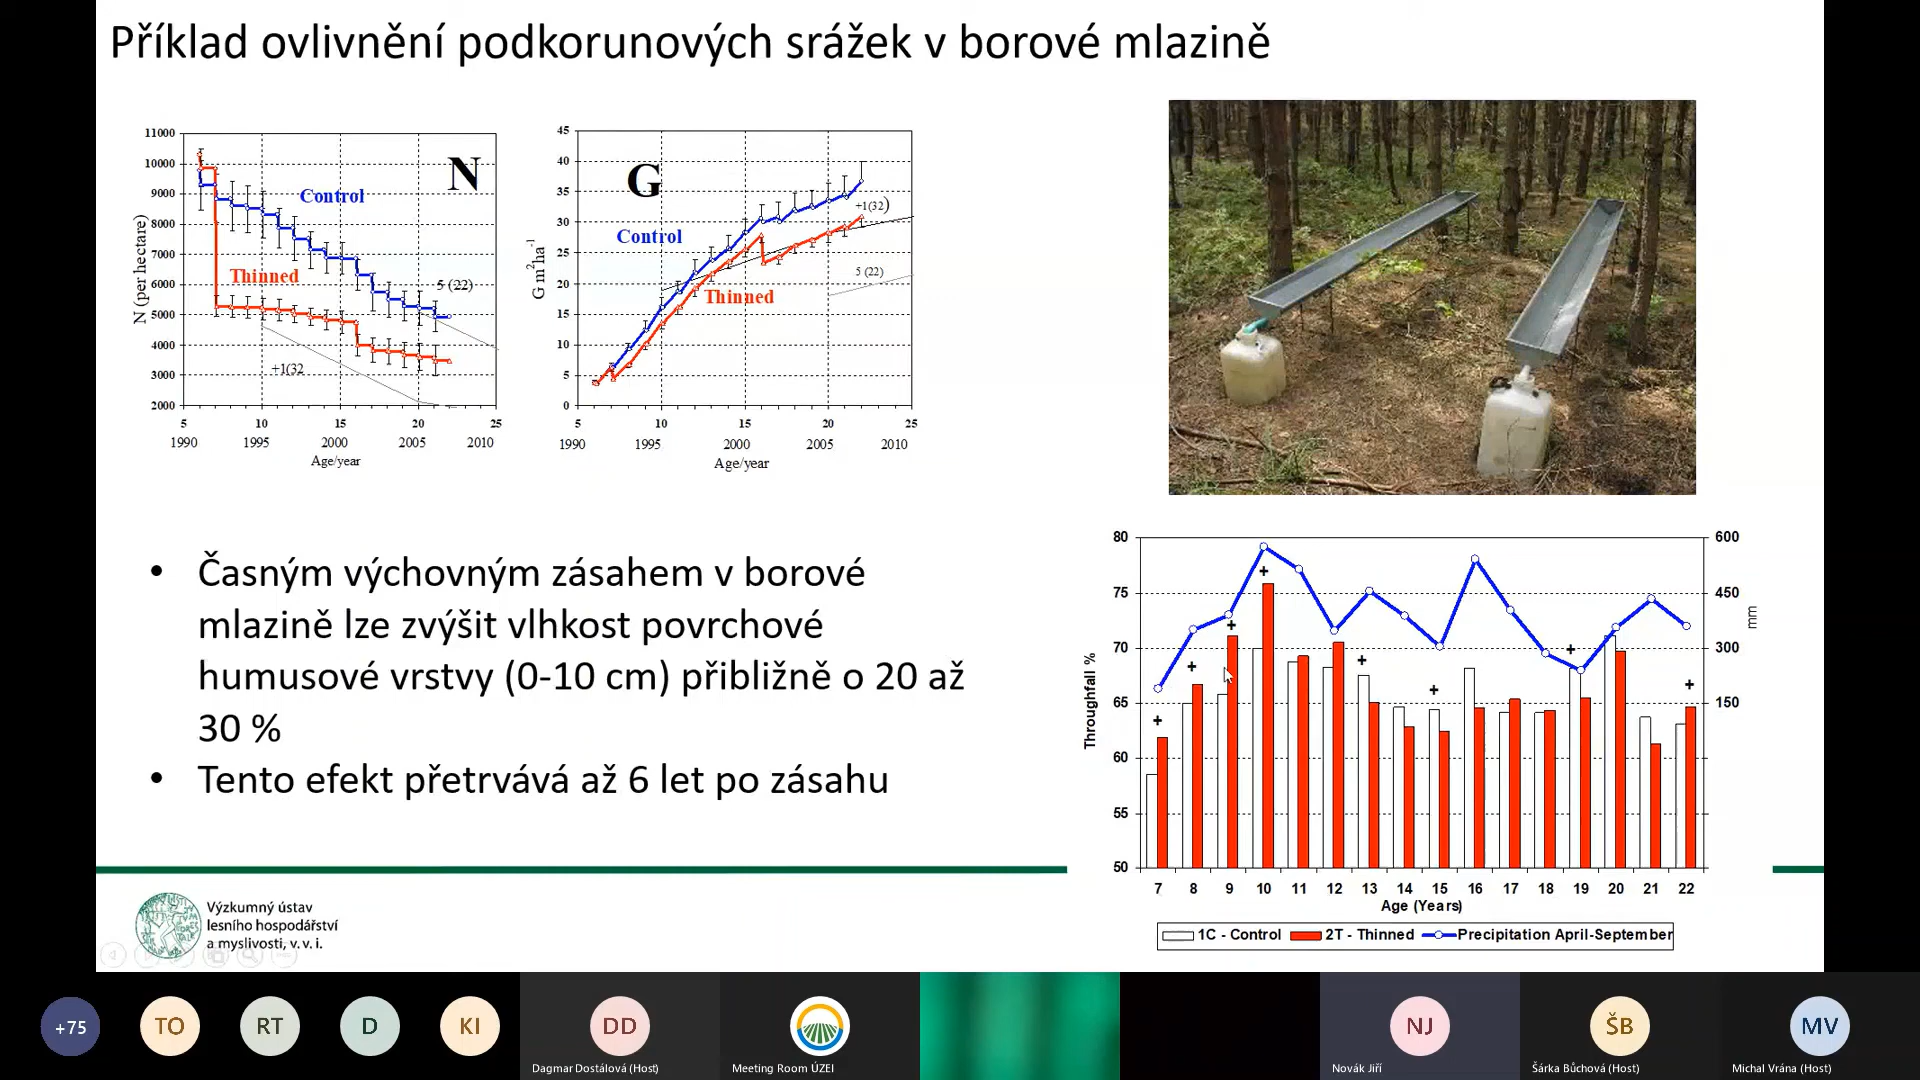 Příklad ovlivnění podkorunových srážek v borové mlazině
11000
10000
9000
8000
7000
6000
5000
4000
3000
2000
N (per hectare)
N
Control
Thinned
5 (22)
+1(32
5 10 15 20 25
1990 1995 2000 2005 2010
Age/year
45
40
35
30
25
20
15
10
5
0
G m2ha-1
G
Control
Thinned
+1(32)
5 (22)
5 10 15 20 25
1990 1995 2000 2005 2010
Age/year
• Časným výchovným zásahem v borové
mlazině lze zvýšit vlhkost povrchové
humusové vrstvy (0-10 cm) přibližně o 20 až
30 %
• Tento efekt přetrvává až 6 let po zásahu
80
75
70
65
60
55
50
Throughfall %
600
450
300
150
mm
+ + + + + + + +
7 8 9 10 11 12 13 14 15 16 17 18 19 20 21 22
Age (Years)
1C - Control 2T - Thinned Precipitation April-September
Výzkumný ústav
lesního hospodářství
a myslivosti, v. v. i.
+75 TO RT D KI DD NJ ŠB MV
Dagmar Dostálová (Host) Meeting Room ÚZEI Novák Jiří Šárka Bůchová (Host) Michal Vrána (Host)